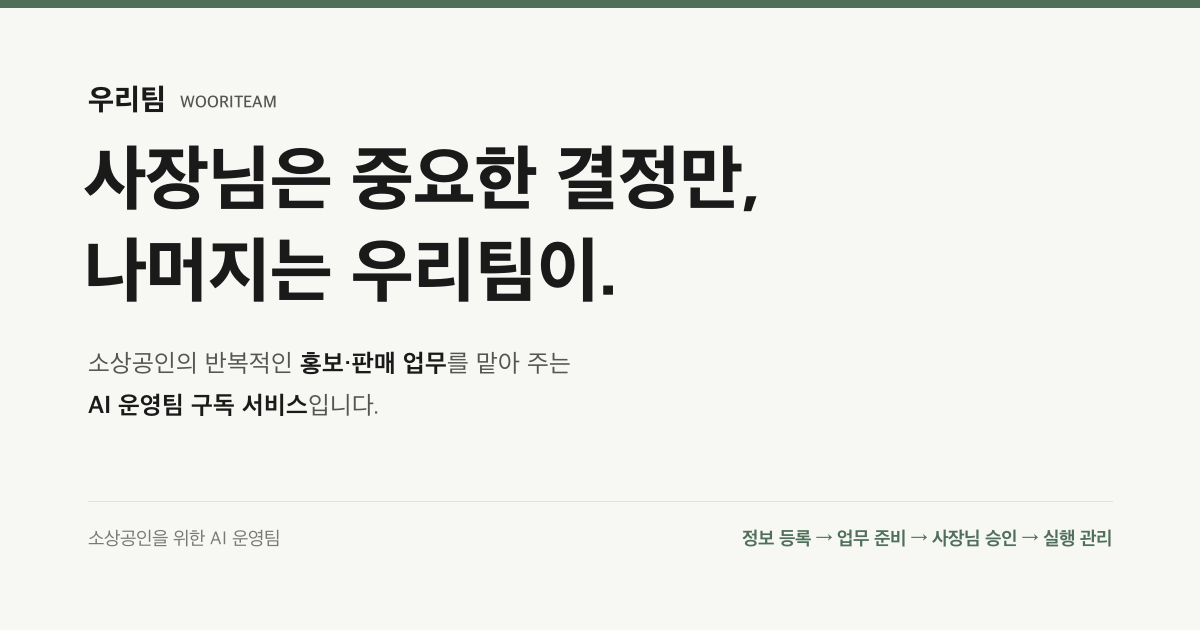 우리팀 WOORITEAM
사장님은 중요한 결정만,
나머지는 우리팀이.
소상공인의 반복적인 홍보·판매 업무를 맡아 주는
AI 운영팀 구독 서비스입니다.
소상공인을 위한 AI 운영팀
정보 등록 → 업무 준비 → 사장님 승인 → 실행 관리